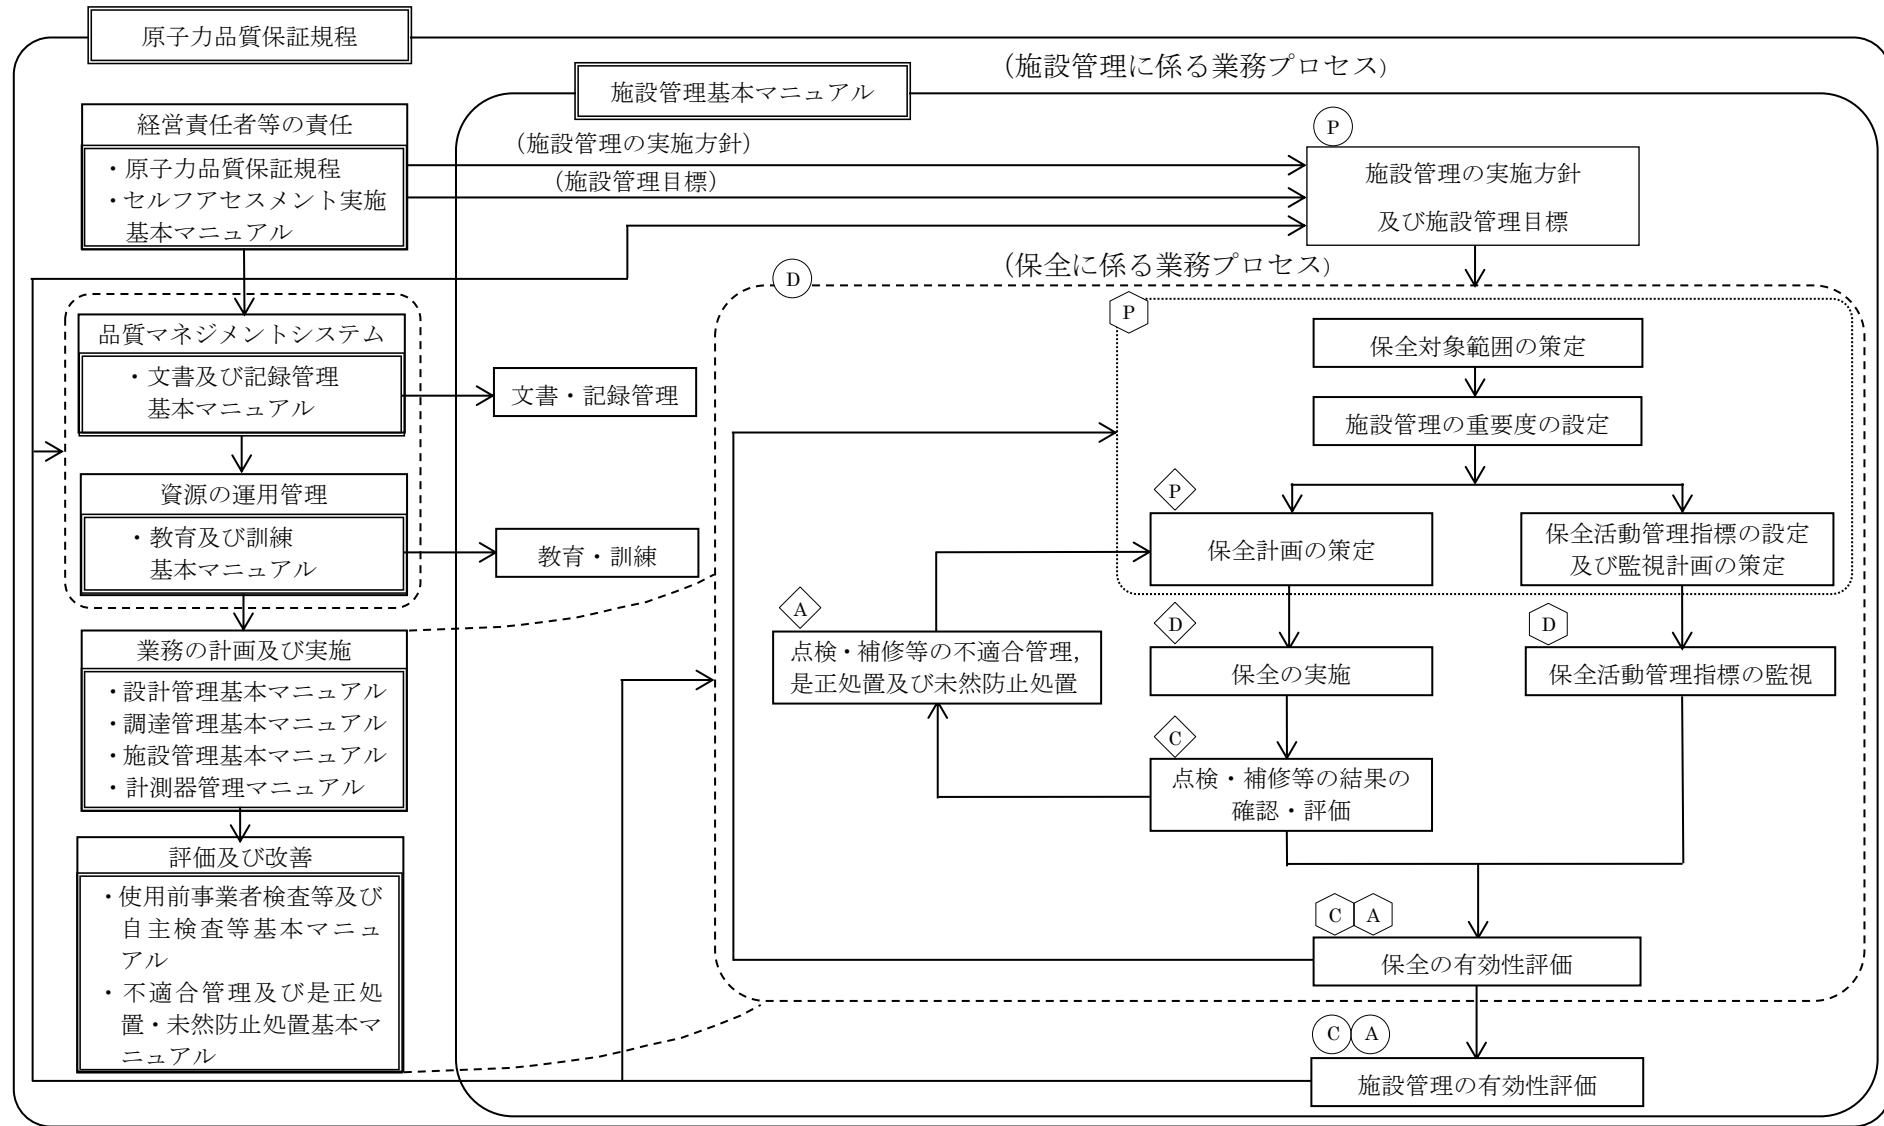 原子力品質保証規程
(施設管理に係る業務プロセス)
施設管理基本マニュアル
経営責任者等の責任
・原子力品質保証規程
・セルフアセスメント実施
基本マニュアル
(施設管理の実施方針)
(施設管理目標)
P
施設管理の実施方針
及び施設管理目標
(保全に係る業務プロセス)
D
品質マネジメントシステム
・文書及び記録管理
基本マニュアル
文書・記録管理
資源の運用管理
・教育及び訓練
基本マニュアル
教育・訓練
業務の計画及び実施
・設計管理基本マニュアル
・調達管理基本マニュアル
・施設管理基本マニュアル
・計測器管理マニュアル
評価及び改善
・使用前事業者検査等及び
自主検査等基本マニュ
アル
・不適合管理及び是正処
置・未然防止処置基本マ
ニュアル
P
保全対象範囲の策定
施設管理の重要度の設定
P
保全計画の策定
保全活動管理指標の設定
及び監視計画の策定
A
点検・補修等の不適合管理,
是正処置及び未然防止処置
D
保全の実施
D
保全活動管理指標の監視
C
点検・補修等の結果の
確認・評価
C A
保全の有効性評価
C A
施設管理の有効性評価